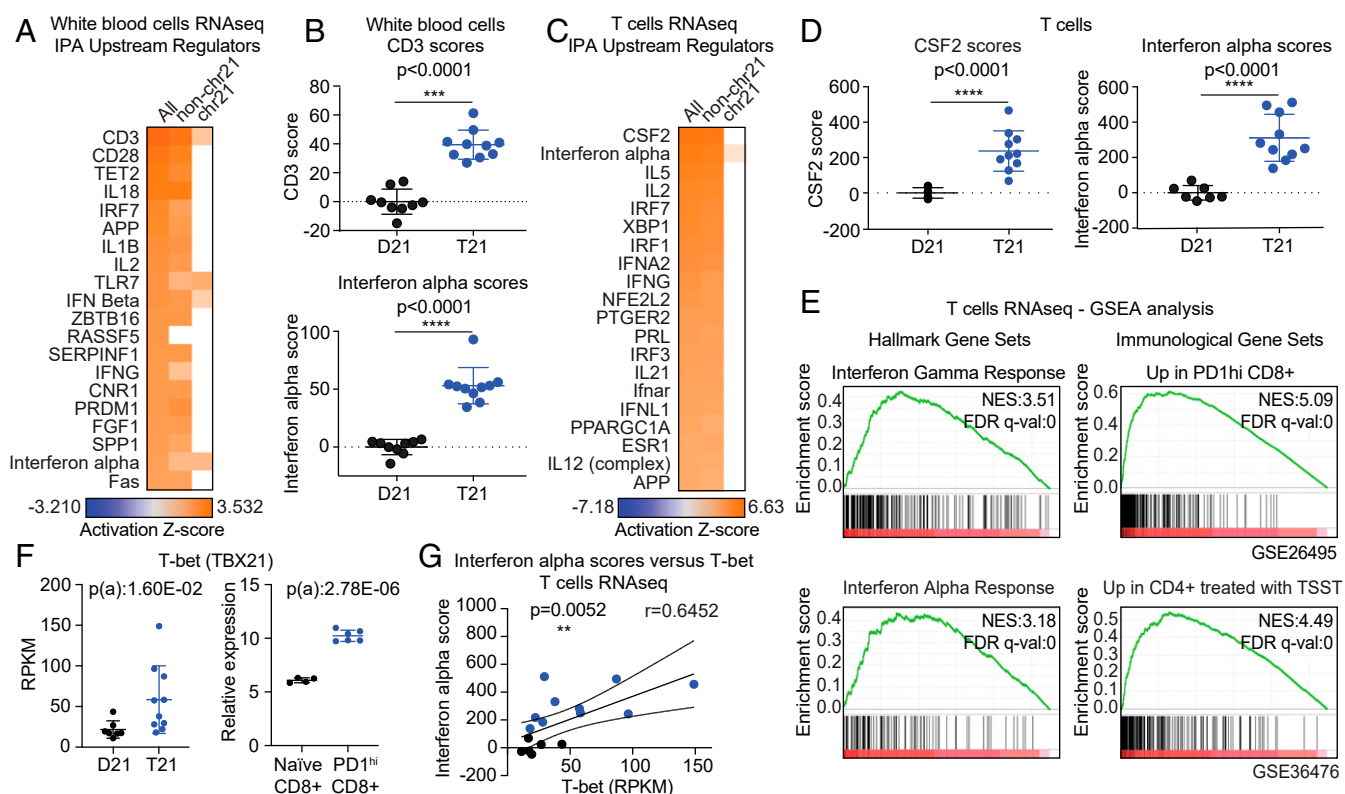 A
White blood cells RNAseq
IPA Upstream Regulators
All
non-chr21
chr21
CD3
CD28
TET2
IL18
IRF7
APP
IL1B
IL2
TLR7
IFN Beta
ZBTB16
RASSF5
SERPINF1
IFNG
CNR1
PRDM1
FGF1
SPP1
Interferon alpha
Fas
-3.210
3.532
Activation Z-score
B
White blood cells
CD3 scores
p<0.0001
***
CD3 score
80
60
40
20
0
-20
D21
T21
Interferon alpha scores
p<0.0001
****
Interferon alpha score
100
50
0
D21
T21
C
T cells RNAseq
IPA Upstream Regulators
All
non-chr21
chr21
CSF2
Interferon alpha
IL5
IL2
IRF7
XBP1
IRF1
IFNA2
IFNG
NFE2L2
PTGER2
PRL
IRF3
IL21
Ifnar
IFNL1
PPARGC1A
ESR1
IL12 (complex)
APP
-7.18
6.63
Activation Z-score
D
T cells
CSF2 scores
p<0.0001
****
CSF2 score
600
400
200
0
-200
D21
T21
Interferon alpha scores
p<0.0001
****
Interferon alpha score
600
400
200
0
-200
D21
T21
E
T cells RNAseq - GSEA analysis
Hallmark Gene Sets
Immunological Gene Sets
Interferon Gamma Response
NES:3.51
FDR q-val:0
Enrichment score
0.4
0.3
0.2
0.1
0.0
Up in PD1hi CD8+
NES:5.09
FDR q-val:0
Enrichment score
0.6
0.4
0.2
0.0
GSE26495
Interferon Alpha Response
NES:3.18
FDR q-val:0
Enrichment score
0.4
0.3
0.2
0.1
0.0
Up in CD4+ treated with TSST
NES:4.49
FDR q-val:0
Enrichment score
0.5
0.4
0.3
0.2
0.1
0.0
GSE36476
F
T-bet (TBX21)
p(a):1.60E-02
RPKM
200
150
100
50
0
D21
T21
p(a):2.78E-06
Relative expression
15
10
5
0
Naïve
CD8+
PD1hi
CD8+
G
Interferon alpha scores versus T-bet
T cells RNAseq
p=0.0052
**
r=0.6452
Interferon alpha score
1000
800
600
400
200
0
-200
50
100
150
T-bet (RPKM)